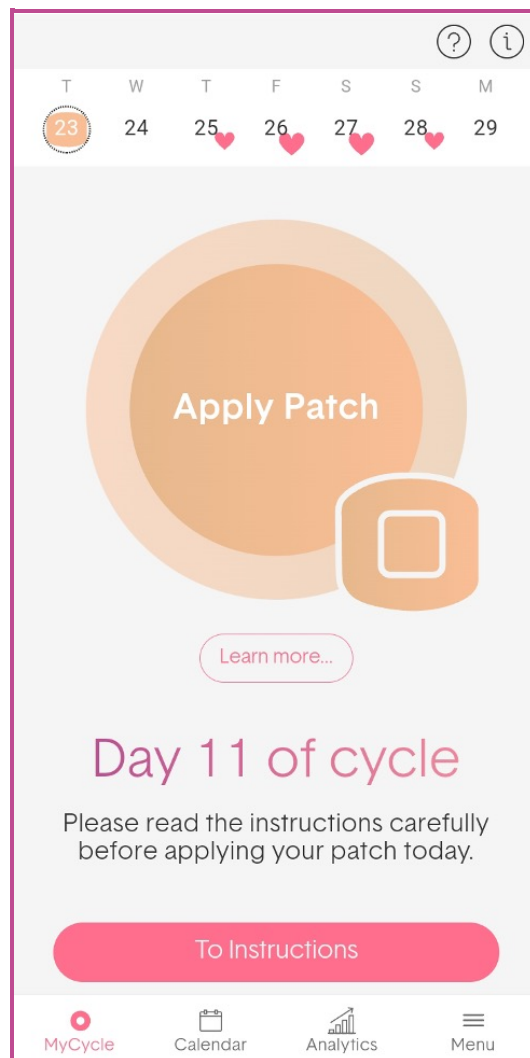 ? i
T W T F S S M
23 24 25 26 27 28 29
Apply Patch
Learn more...
Day 11 of cycle
Please read the instructions carefully
before applying your patch today.
To Instructions
MyCycle Calendar Analytics Menu